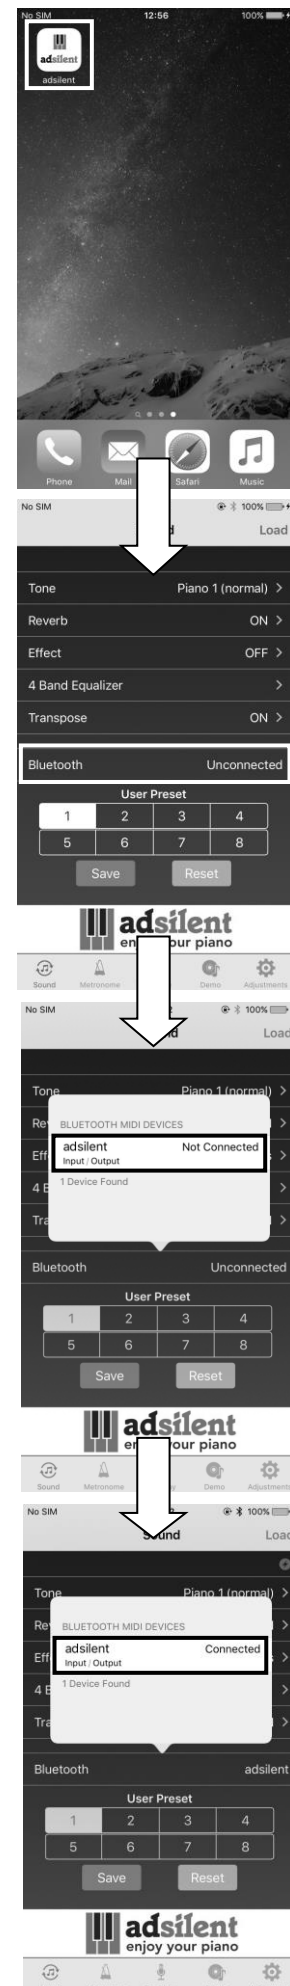 No SIM 12:56 100%
adsilent
adsilent
Phone Mail Safari Music
No SIM 100%
Load
Tone Piano 1 (normal) >
Reverb ON >
Effect OFF >
4 Band Equalizer >
Transpose ON >
Bluetooth Unconnected
User Preset
1 2 3 4
5 6 7 8
Save Reset
adsilent
your piano
Sound Metronome Demo Adjustments
No SIM 100%
Tone Piano 1 (normal) >
BLUETOOTH MIDI DEVICES
adsilent Not Connected
Input / Output
1 Device Found
Bluetooth Unconnected
User Preset
1 2 3 4
5 6 7 8
Save Reset
adsilent
your piano
Sound Metronome Demo
No SIM 100%
Sound
Tone Piano 1 (normal) >
BLUETOOTH MIDI DEVICES
adsilent Connected
Input / Output
1 Device Found
Bluetooth adsilent
User Preset
1 2 3 4
5 6 7 8
Save Reset
adsilent
enjoy your piano